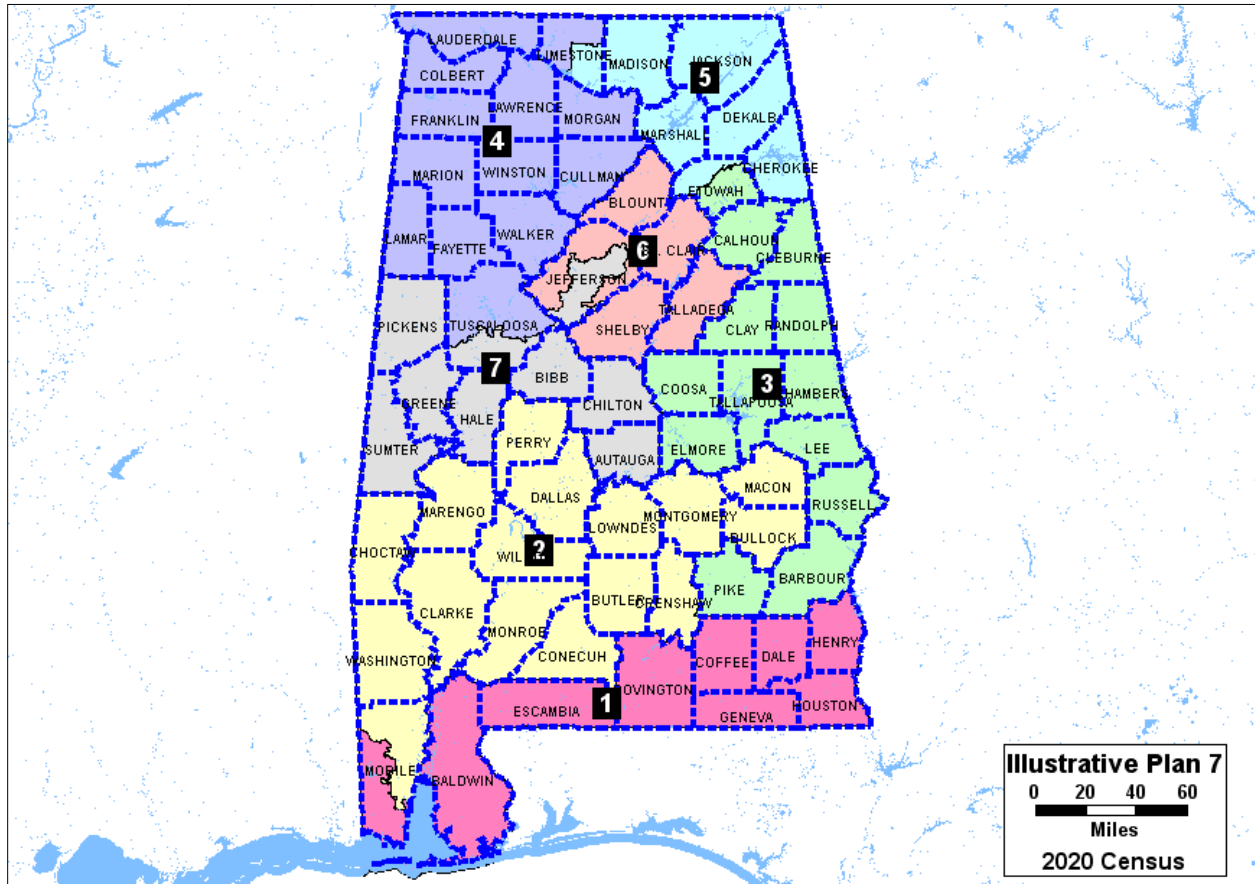 LAUDERDALE
LIMESTONE
MADISON
JACKSON
5
COLBERT
LAWRENCE
FRANKLIN
MORGAN
4
MARSHALL
DEKALB
MARION
WINSTON
CULLMAN
CHEROKEE
ETOWAH
BLOUNT
LAMAR
FAYETTE
WALKER
6
CLAIR
CALHOUN
CLEBURNE
JEFFERSON
TALLADEGA
PICKENS
TUSCALOOSA
SHELBY
CLAY
RANDOLPH
7
BIBB
COOSA
3
TALLAPOOSA
CHAMBERS
GREENE
HALE
CHILTON
SUMTER
PERRY
AUTAUGA
ELMORE
LEE
DALLAS
MACON
MARENGO
LOWNDES
MONTGOMERY
RUSSELL
CHOCTAW
WIL
2
BULLOCK
BARBOUR
CLARKE
BUTLER
CRENSHAW
PIKE
MONROE
WASHINGTON
CONECUH
COFFEE
DALE
HENRY
ESCAMBIA
1
COVINGTON
GENEVA
HOUSTON
MOBILE
BALDWIN
Illustrative Plan 7
0 20 40 60
Miles
2020 Census